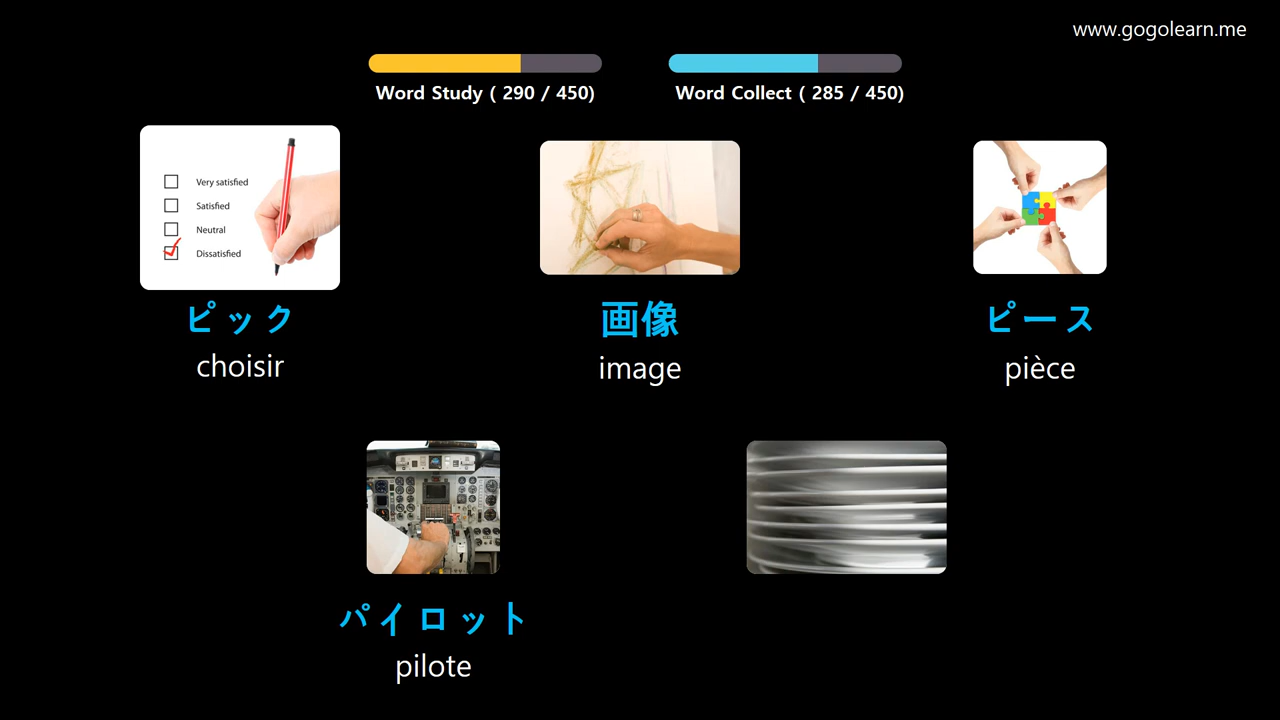 www.gogolearn.me
Word Study ( 290 / 450)
Word Collect ( 285 / 450)
Very satisfied
Satisfied
Neutral
Dissatisfied
ピック
画像
ピース
choisir
image
pièce
パイロット
pilote